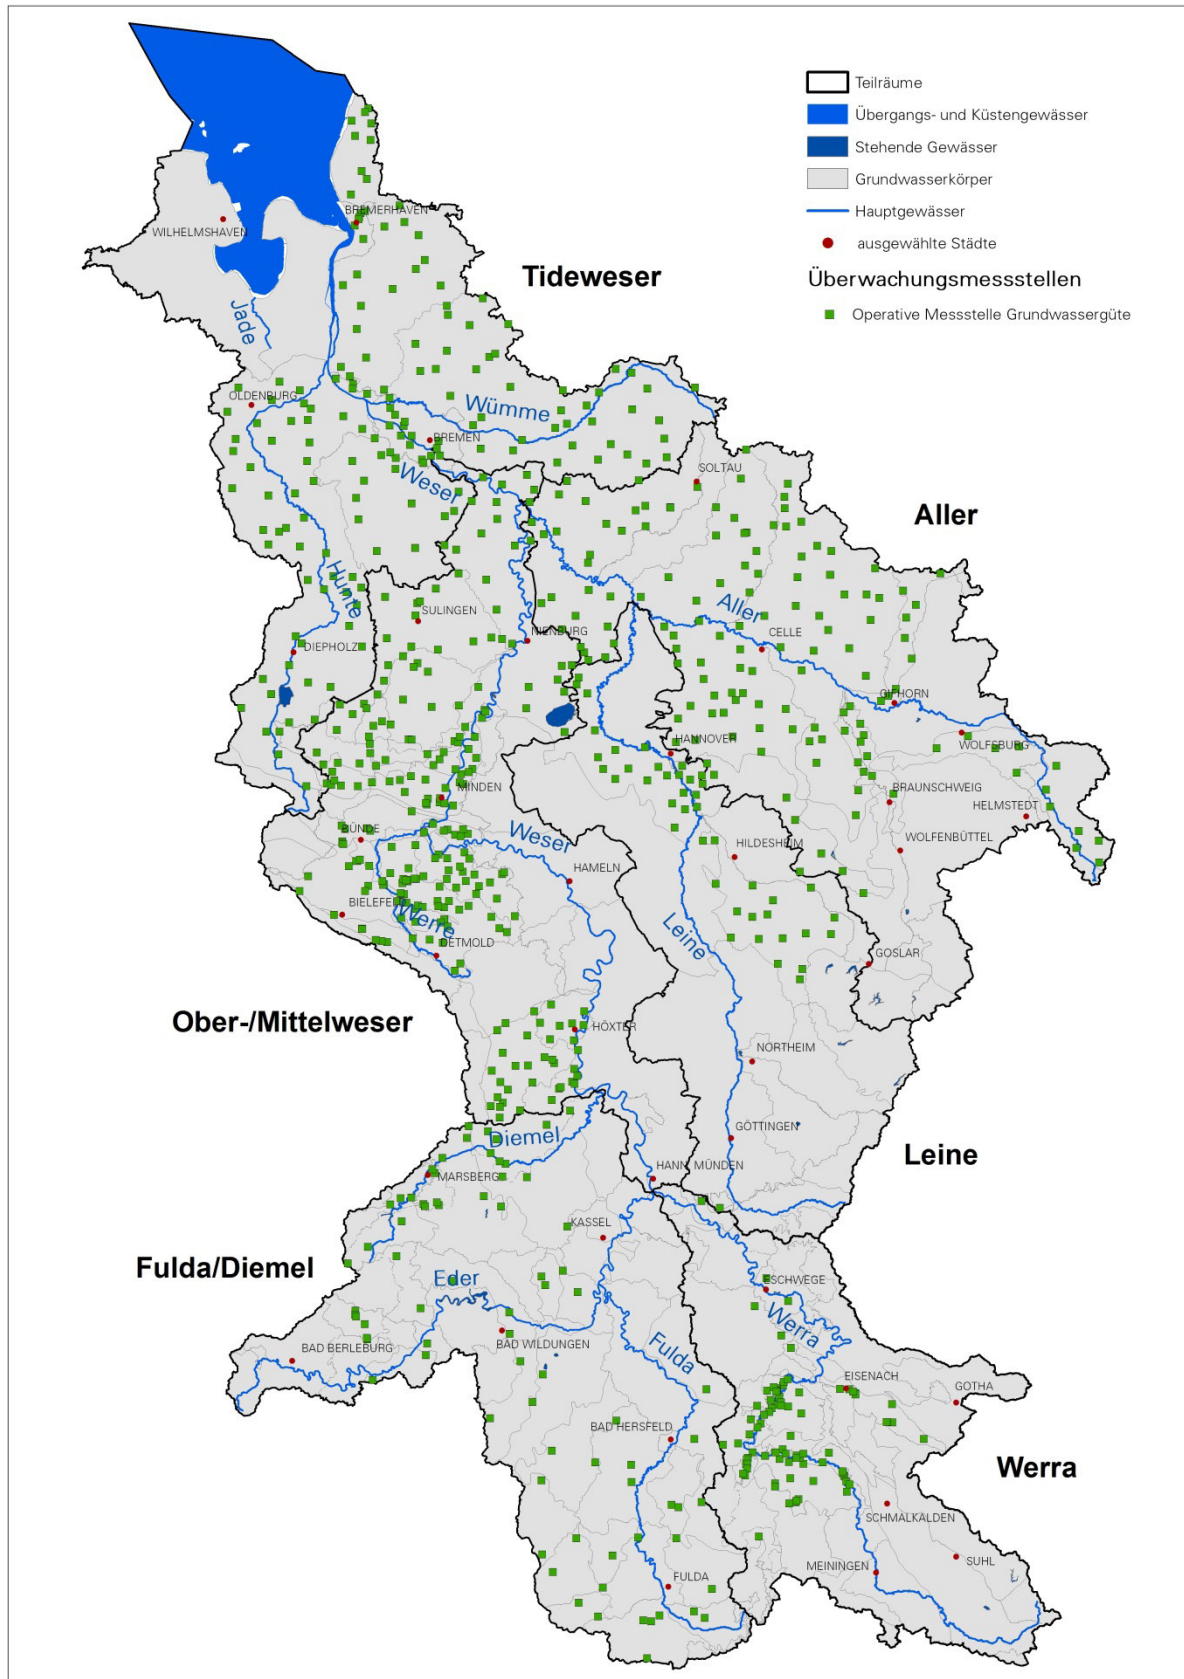 Teilräume
Übergangs- und Küstengewässer
Stehende Gewässer
Grundwasserkörper
Hauptgewässer
ausgewählte Städte
Überwachungsmessstellen
Operative Messstelle Grundwassergüte
BREMERHAVEN
WILHELMSHAVEN
Tideweser
Jade
OLDENBURG
Wümme
BREMEN
Weser
SOLTAU
Aller
Hunte
SULINGEN
Aller
NIENBURG
CELLE
DIEPHOLZ
GIFHORN
HANNOVER
WOLFSBURG
MINDEN
BRAUNSCHWEIG
HELMSTEDT
BÜNDE
Weser
WOLFENBÜTTEL
HILDESHEIM
HAMELN
BIELEFELD
Werre
Leine
DETMOLD
GOSLAR
Ober-/Mittelweser
HÖXTER
NORTHEIM
GÖTTINGEN
Diemel
Leine
HANN. MÜNDEN
MARSBERG
KASSEL
Fulda/Diemel
Eder
ESCHWEGE
Werra
BAD WILDUNGEN
Fulda
BAD BERLEBURG
EISENACH
GOTHA
BAD HERSFELD
Werra
SCHMALKALDEN
SUHL
MEININGEN
FULDA